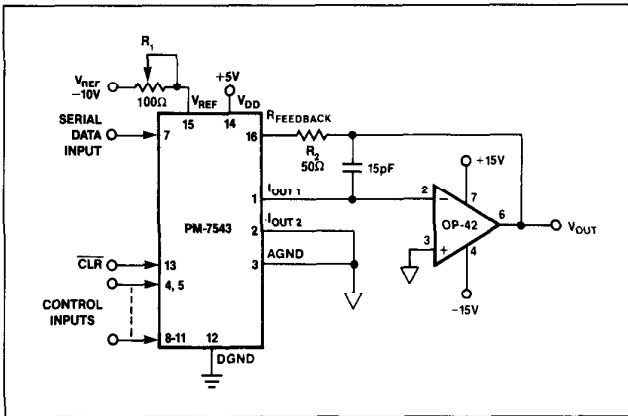 R1
VREF
-10V
100Ω
VREF
+5V
VDD
15
14
SERIAL
DATA
INPUT
7
RFEEDBACK
16
R2
50Ω
15pF
+15V
IOUT 1
1
2
−
7
6
OP-42
VOUT
PM-7543
IOUT 2
2
3
+
4
AGND
3
CLR
13
4, 5
-15V
CONTROL
INPUTS
8-11
12
DGND